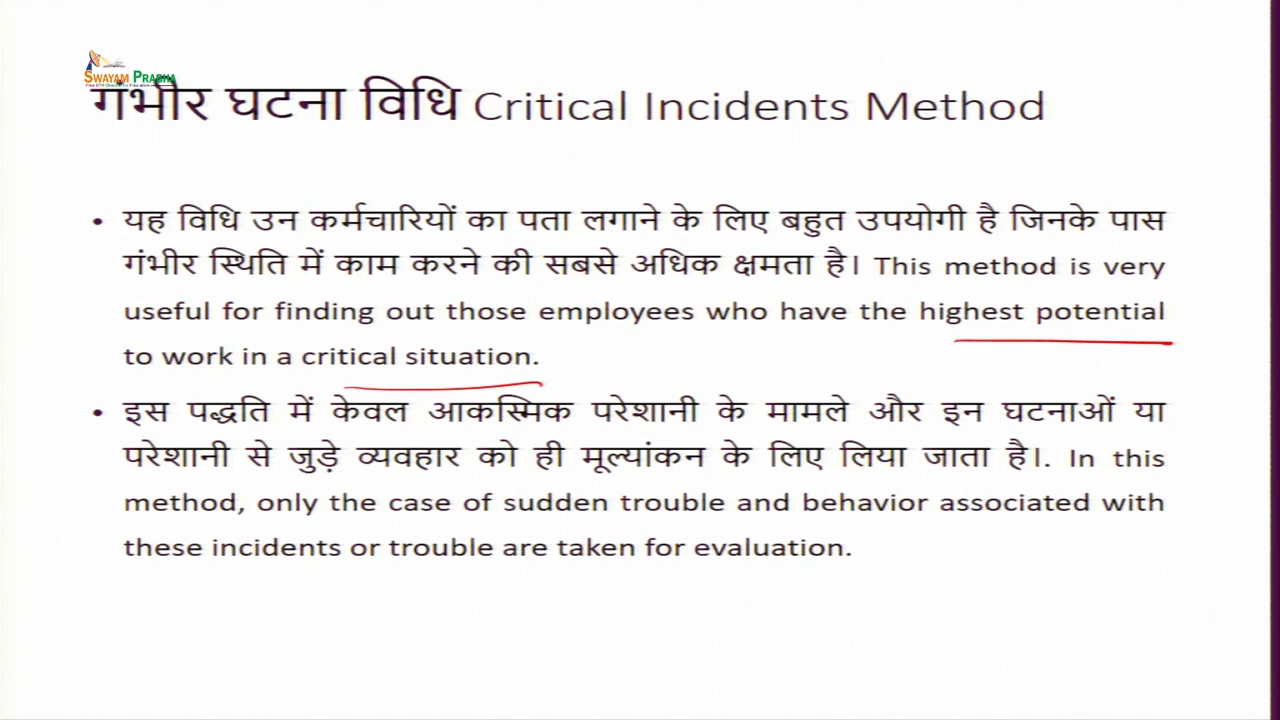 SWAYAM PRABHA
गंभीर घटना विधि Critical Incidents Method
• यह विधि उन कर्मचारियों का पता लगाने के लिए बहुत उपयोगी है जिनके पास
गंभीर स्थिति में काम करने की सबसे अधिक क्षमता है। This method is very
useful for finding out those employees who have the highest potential
to work in a critical situation.
• इस पद्धति में केवल आकस्मिक परेशानी के मामले और इन घटनाओं या
परेशानी से जुड़े व्यवहार को ही मूल्यांकन के लिए लिया जाता है।. In this
method, only the case of sudden trouble and behavior associated with
these incidents or trouble are taken for evaluation.